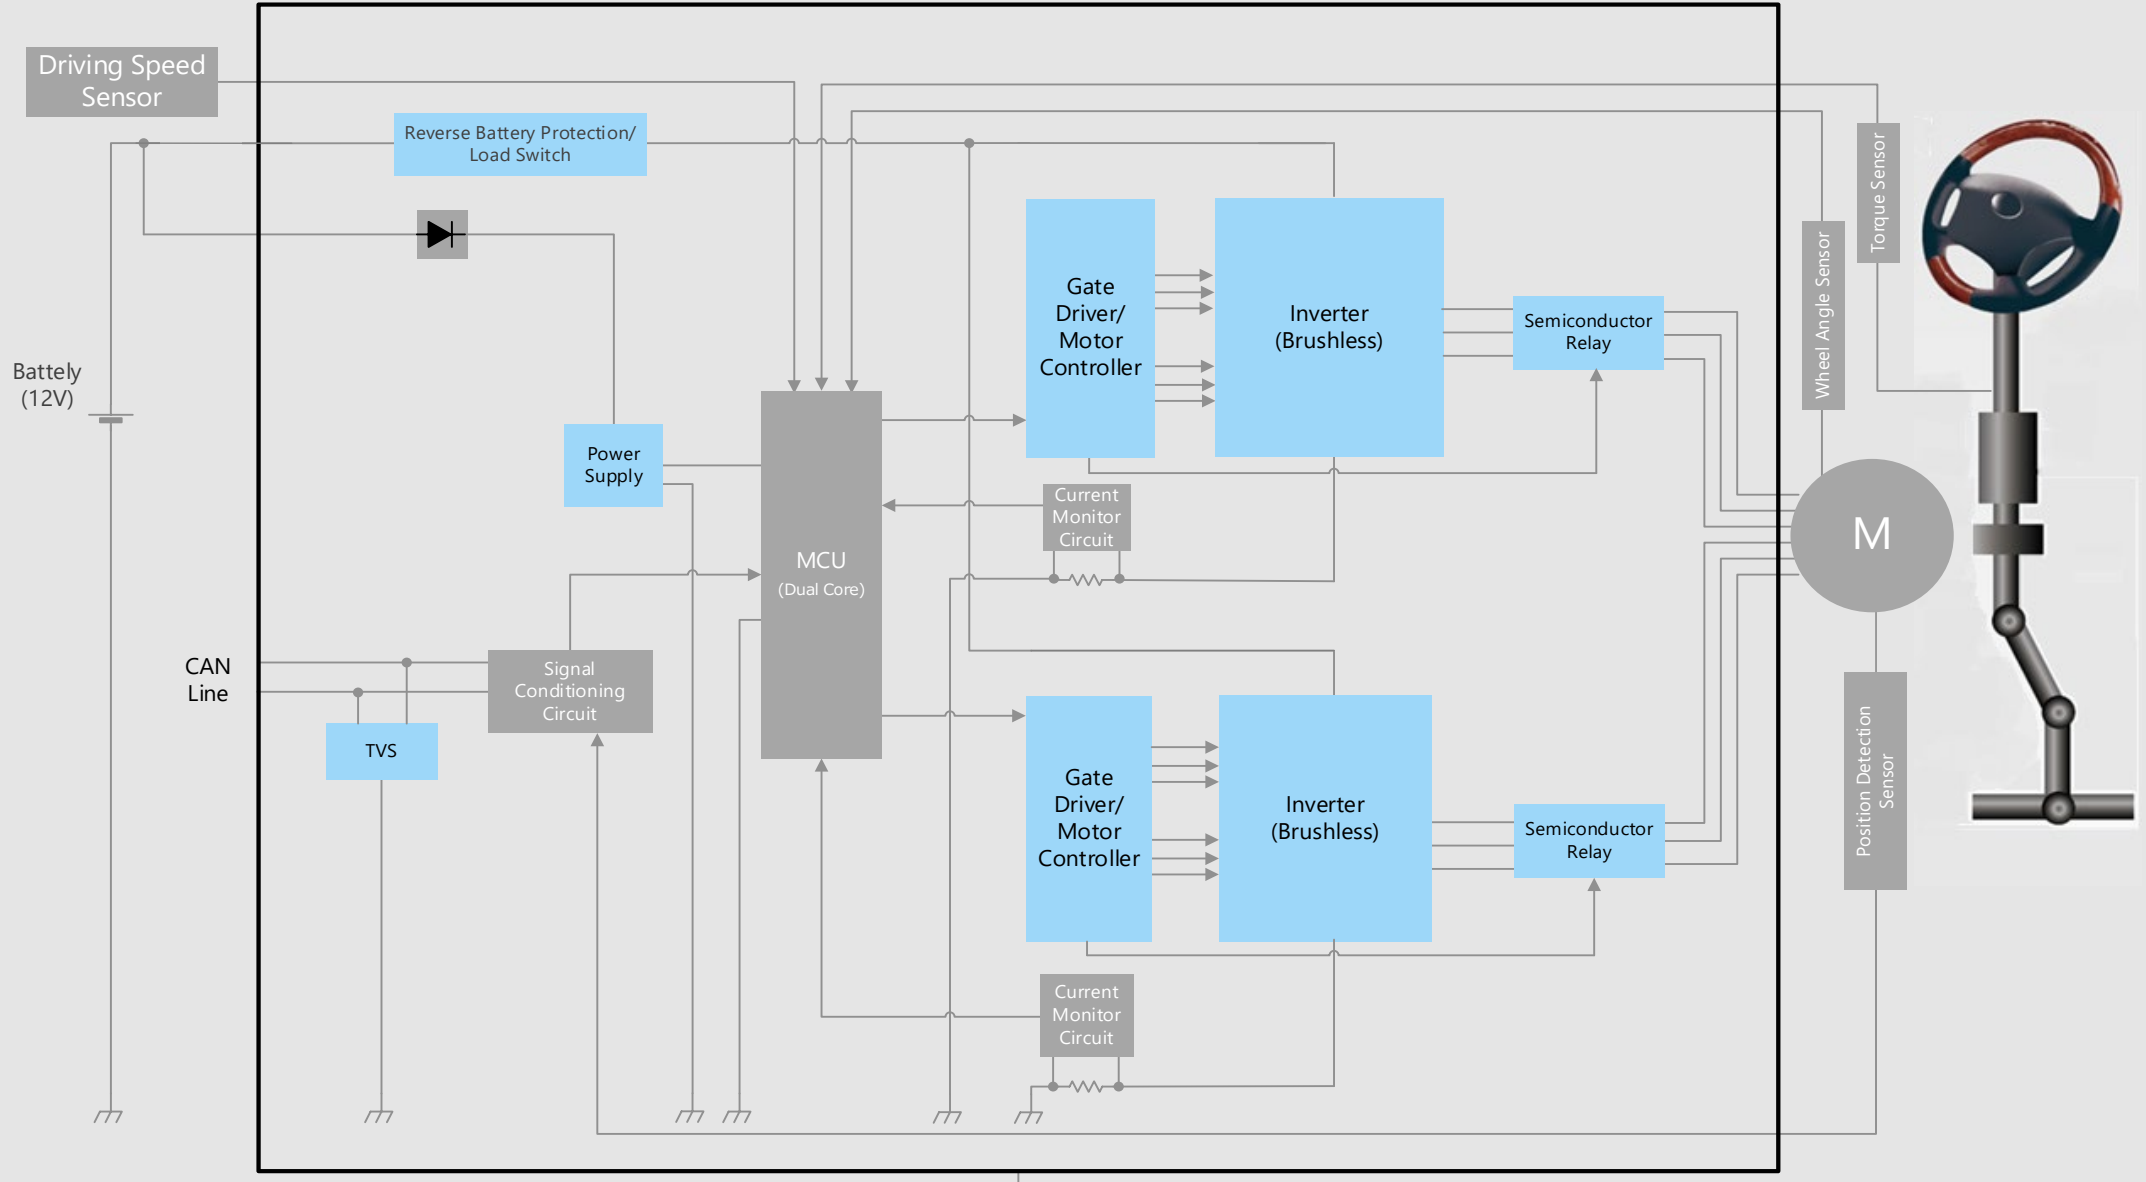 Driving Speed
Sensor
Reverse Battery Protection/
Load Switch
Torque Sensor
Wheel Angle Sensor
Gate
Driver/
Motor
Controller
Inverter
(Brushless)
Semiconductor
Relay
Battely
(12V)
Power
Supply
Current
Monitor
Circuit
MCU
(Dual Core)
M
CAN
Line
Signal
Conditioning
Circuit
TVS
Gate
Driver/
Motor
Controller
Inverter
(Brushless)
Semiconductor
Relay
Position Detection
Sensor
Current
Monitor
Circuit